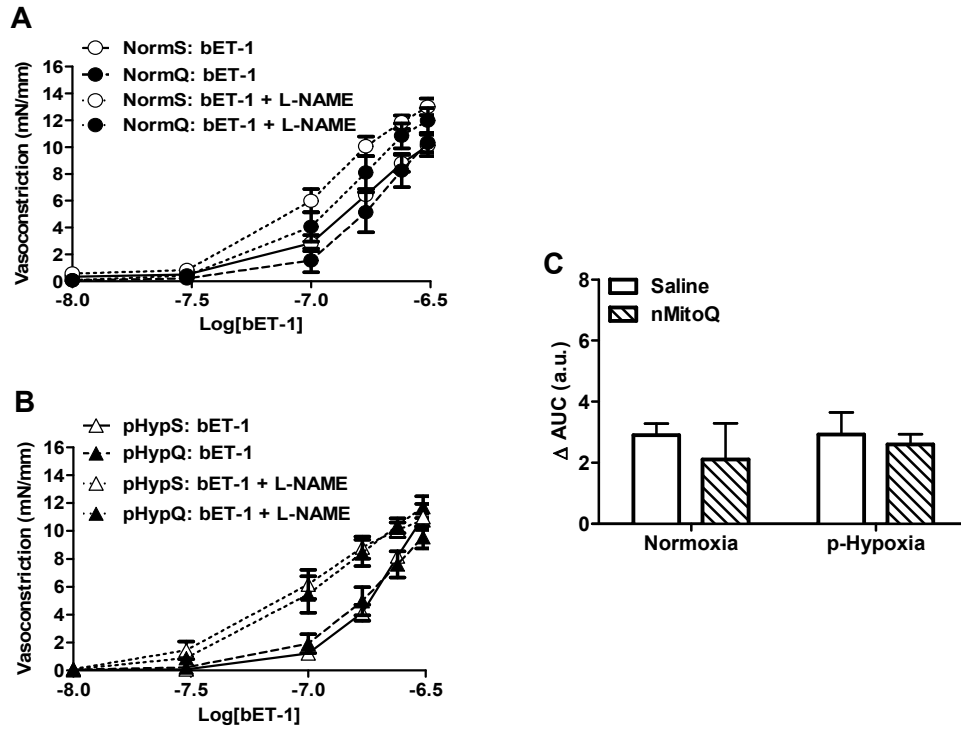 A
NormS: bET-1
NormQ: bET-1
NormS: bET-1 + L-NAME
NormQ: bET-1 + L-NAME
Vasoconstriction (mN/mm)
16
14
12
10
8
6
4
2
0
-8.0 -7.5 -7.0 -6.5
Log[bET-1]
B
pHypS: bET-1
pHypQ: bET-1
pHypS: bET-1 + L-NAME
pHypQ: bET-1 + L-NAME
Vasoconstriction (mN/mm)
16
14
12
10
8
6
4
2
0
-8.0 -7.5 -7.0 -6.5
Log[bET-1]
C
Saline
nMitoQ
Δ AUC (a.u.)
8
6
4
2
0
Normoxia p-Hypoxia